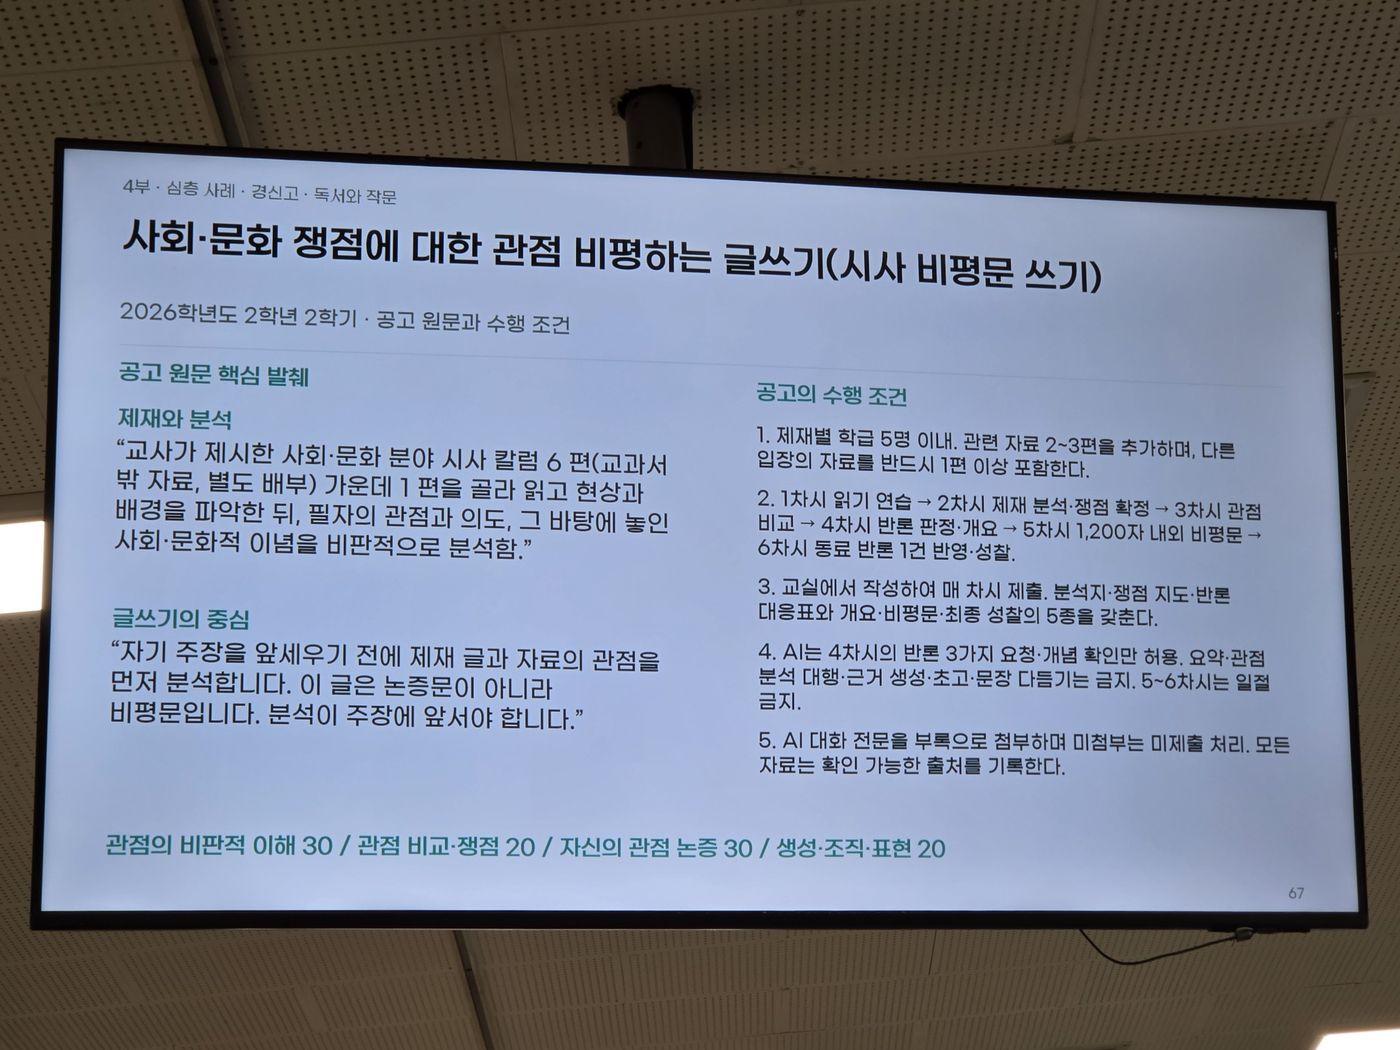 4부 · 심층 사례 · 경신고 · 독서와 작문
사회·문화 쟁점에 대한 관점 비평하는 글쓰기(시사 비평문 쓰기)
2026학년도 2학년 2학기 · 공고 원문과 수행 조건
공고 원문 핵심 발췌
제재와 분석
“교사가 제시한 사회·문화 분야 시사 칼럼 6 편(교과서
밖 자료, 별도 배부) 가운데 1 편을 골라 읽고 현상과
배경을 파악한 뒤, 필자의 관점과 의도, 그 바탕에 놓인
사회·문화적 이념을 비판적으로 분석함.”
글쓰기의 중심
“자기 주장을 앞세우기 전에 제재 글과 자료의 관점을
먼저 분석합니다. 이 글은 논증문이 아니라
비평문입니다. 분석이 주장에 앞서야 합니다.”
공고의 수행 조건
1. 제재별 학급 5명 이내. 관련 자료 2~3편을 추가하며, 다른
입장의 자료를 반드시 1편 이상 포함한다.
2. 1차시 읽기 연습 → 2차시 제재 분석·쟁점 확정 → 3차시 관점
비교 → 4차시 반론 판정·개요 → 5차시 1,200자 내외 비평문 →
6차시 동료 반론 1건 반영·성찰.
3. 교실에서 작성하여 매 차시 제출. 분석지·쟁점 지도·반론
대응표와 개요·비평문·최종 성찰의 5종을 갖춘다.
4. AI는 4차시의 반론 3가지 요청·개념 확인만 허용. 요약·관점
분석 대행·근거 생성·초고·문장 다듬기는 금지. 5~6차시는 일절
금지.
5. AI 대화 전문을 부록으로 첨부하며 미첨부는 미제출 처리. 모든
자료는 확인 가능한 출처를 기록한다.
관점의 비판적 이해 30 / 관점 비교·쟁점 20 / 자신의 관점 논증 30 / 생성·조직·표현 20
67